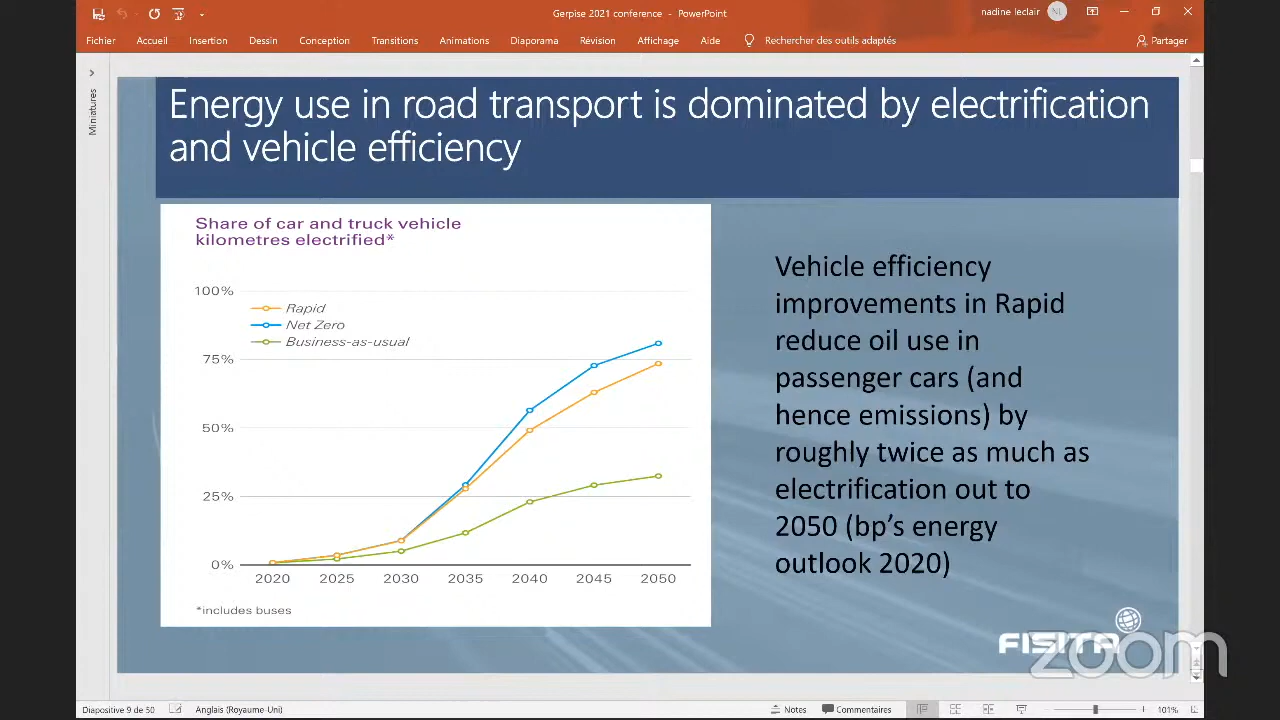 Gerpise 2021 conference - PowerPoint
nadine leclair NL
Fichier Accueil Insertion Dessin Conception Transitions Animations Diaporama Révision Affichage Aide Rechercher des outils adaptés Partager
Miniatures
Energy use in road transport is dominated by electrification
and vehicle efficiency
Share of car and truck vehicle
kilometres electrified*
100%
75%
50%
25%
0%
Rapid
Net Zero
Business-as-usual
2020 2025 2030 2035 2040 2045 2050
*includes buses
Vehicle efficiency
improvements in Rapid
reduce oil use in
passenger cars (and
hence emissions) by
roughly twice as much as
electrification out to
2050 (bp’s energy
outlook 2020)
FISITA
zoom
Diapositive 9 de 50 Anglais (Royaume-Uni) Notes Commentaires 101%